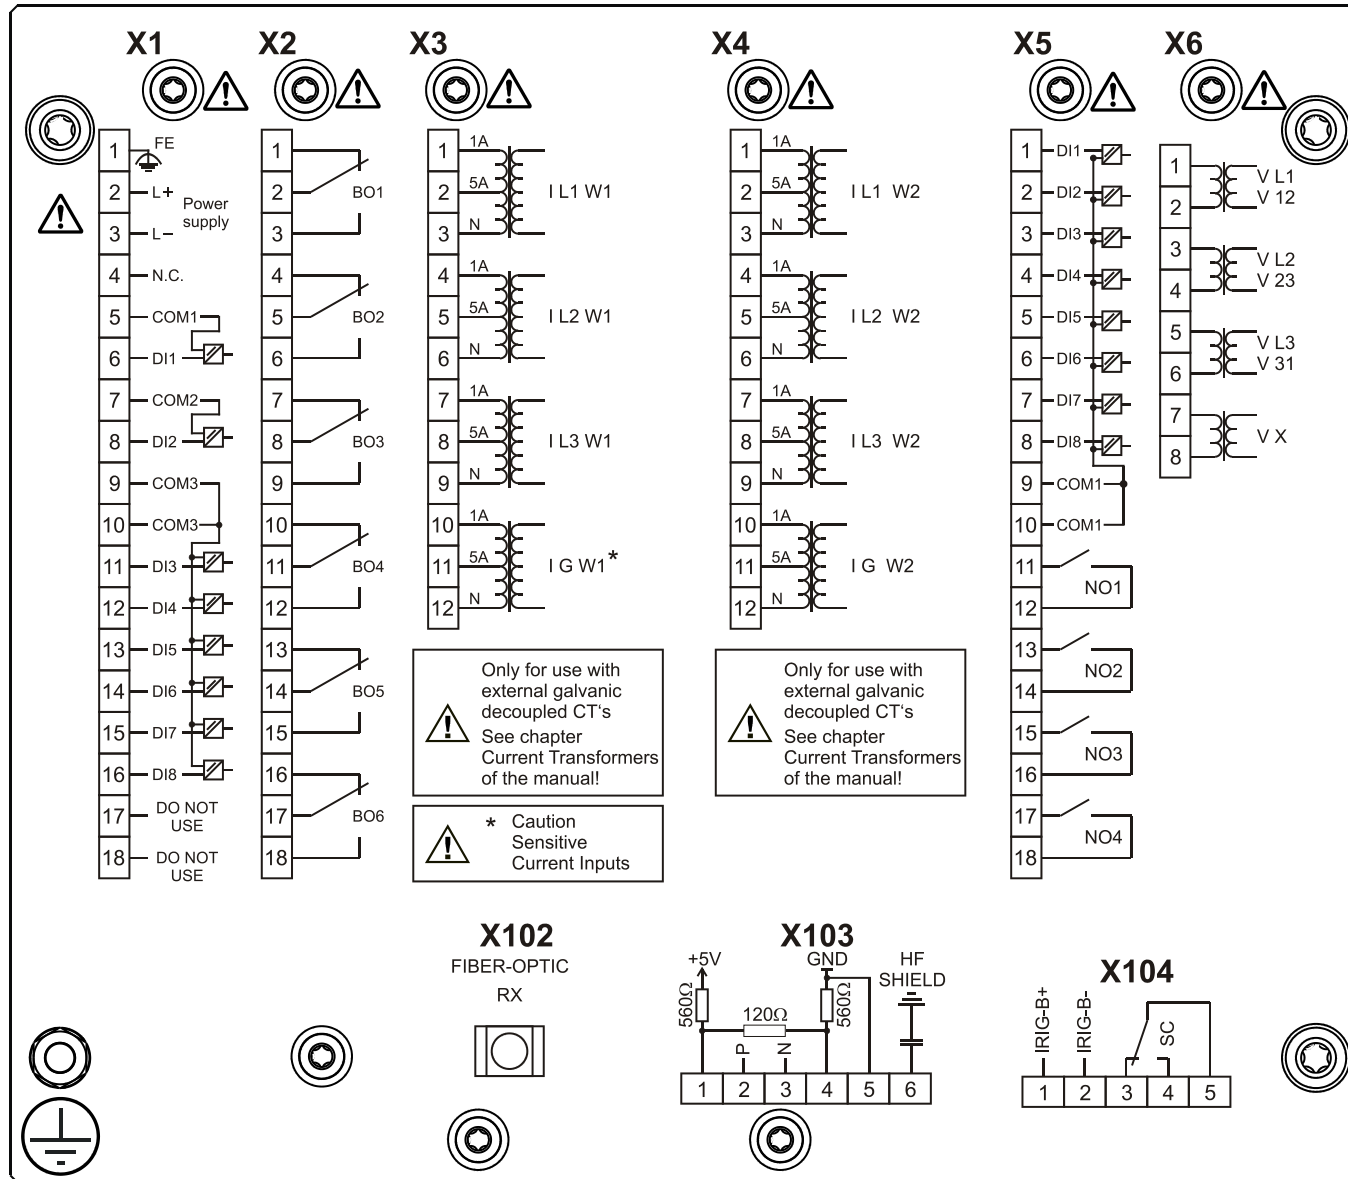 X1
1 FE
2 L+
Power
supply
3 L−
4 N.C.
5 COM1
6 DI1
7 COM2
8 DI2
9 COM3
10 COM3
11 DI3
12 DI4
13 DI5
14 DI6
15 DI7
16 DI8
17 DO NOT
USE
18 DO NOT
USE
X2
1
2 BO1
3
4
5 BO2
6
7
8 BO3
9
10
11 BO4
12
13
14 BO5
15
16
17 BO6
18
X3
1 1A
2 5A I L1 W1
3 N
4 1A
5 5A I L2 W1
6 N
7 1A
8 5A I L3 W1
9 N
10 1A
11 5A I G W1*
12 N
Only for use with
external galvanic
decoupled CT‘s
See chapter
Current Transformers
of the manual!
* Caution
Sensitive
Current Inputs
X4
1 1A
2 5A I L1 W2
3 N
4 1A
5 5A I L2 W2
6 N
7 1A
8 5A I L3 W2
9 N
10 1A
11 5A I G W2
12 N
Only for use with
external galvanic
decoupled CT‘s
See chapter
Current Transformers
of the manual!
X5
1 DI1
2 DI2
3 DI3
4 DI4
5 DI5
6 DI6
7 DI7
8 DI8
9 COM1
10 COM1
11
NO1
12
13
NO2
14
15
NO3
16
17
NO4
18
X6
1 V L1
2 V 12
3 V L2
4 V 23
5 V L3
6 V 31
7
V X
8
X102
FIBER-OPTIC
RX
X103
+5V GND HF
SHIELD
560Ω 120Ω 560Ω
P N
1 2 3 4 5 6
X104
IRIG-B+ IRIG-B- SC
1 2 3 4 5